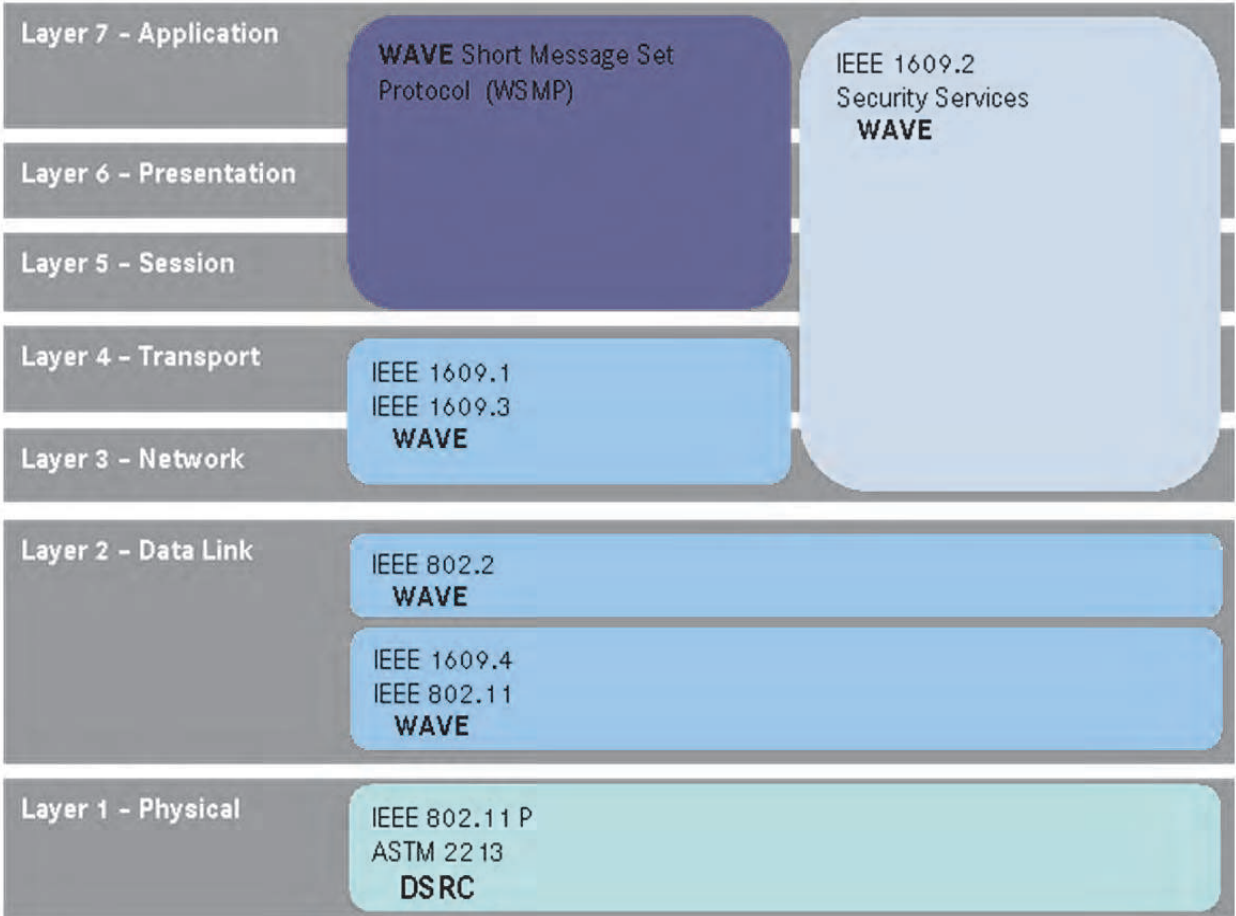 Layer 7 – Application
WAVE Short Message Set
Protocol (WSMP)
IEEE 1609.2
Security Services
WAVE
Layer 6 – Presentation
Layer 5 – Session
Layer 4 – Transport
IEEE 1609.1
IEEE 1609.3
WAVE
Layer 3 – Network
Layer 2 – Data Link
IEEE 802.2
WAVE
IEEE 1609.4
IEEE 802.11
WAVE
Layer 1 – Physical
IEEE 802.11 P
ASTM 2213
DSRC